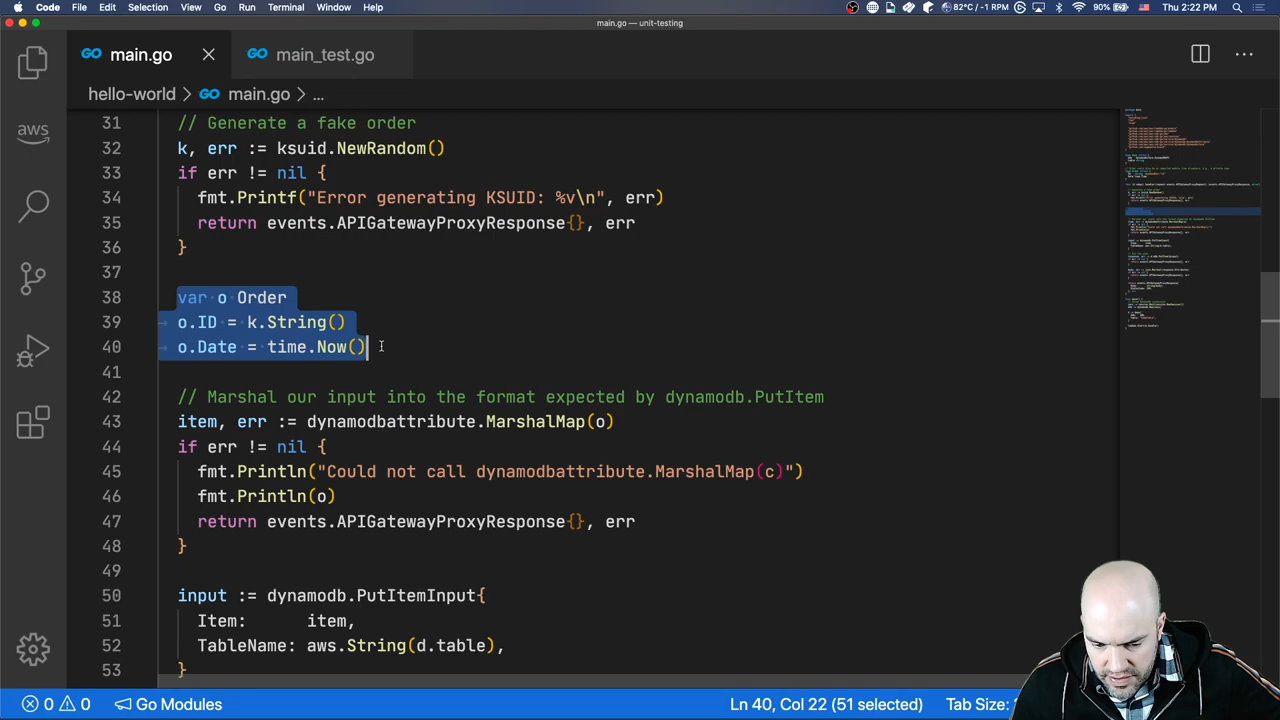 Code File Edit Selection View Go Run Terminal Window Help 82°C/-1 RPM 90% Thu 2:22 PM
main.go — unit-testing
main.go main_test.go
hello-world > main.go > ...
31 // Generate a fake order
32 k, err := ksuid.NewRandom()
33 if err != nil {
34 fmt.Printf("Error generating KSUID: %v\n", err)
35 return events.APIGatewayProxyResponse{}, err
36 }
37
38 var o Order
39 o.ID = k.String()
40 o.Date = time.Now()
41
42 // Marshal our input into the format expected by dynamodb.PutItem
43 item, err := dynamodbattribute.MarshalMap(o)
44 if err != nil {
45 fmt.Println("Could not call dynamodbattribute.MarshalMap(c)")
46 fmt.Println(o)
47 return events.APIGatewayProxyResponse{}, err
48 }
49
50 input := dynamodb.PutItemInput{
51 Item: item,
52 TableName: aws.String(d.table),
53 }
aws
0 0 Go Modules Ln 40, Col 22 (51 selected) Tab Size: